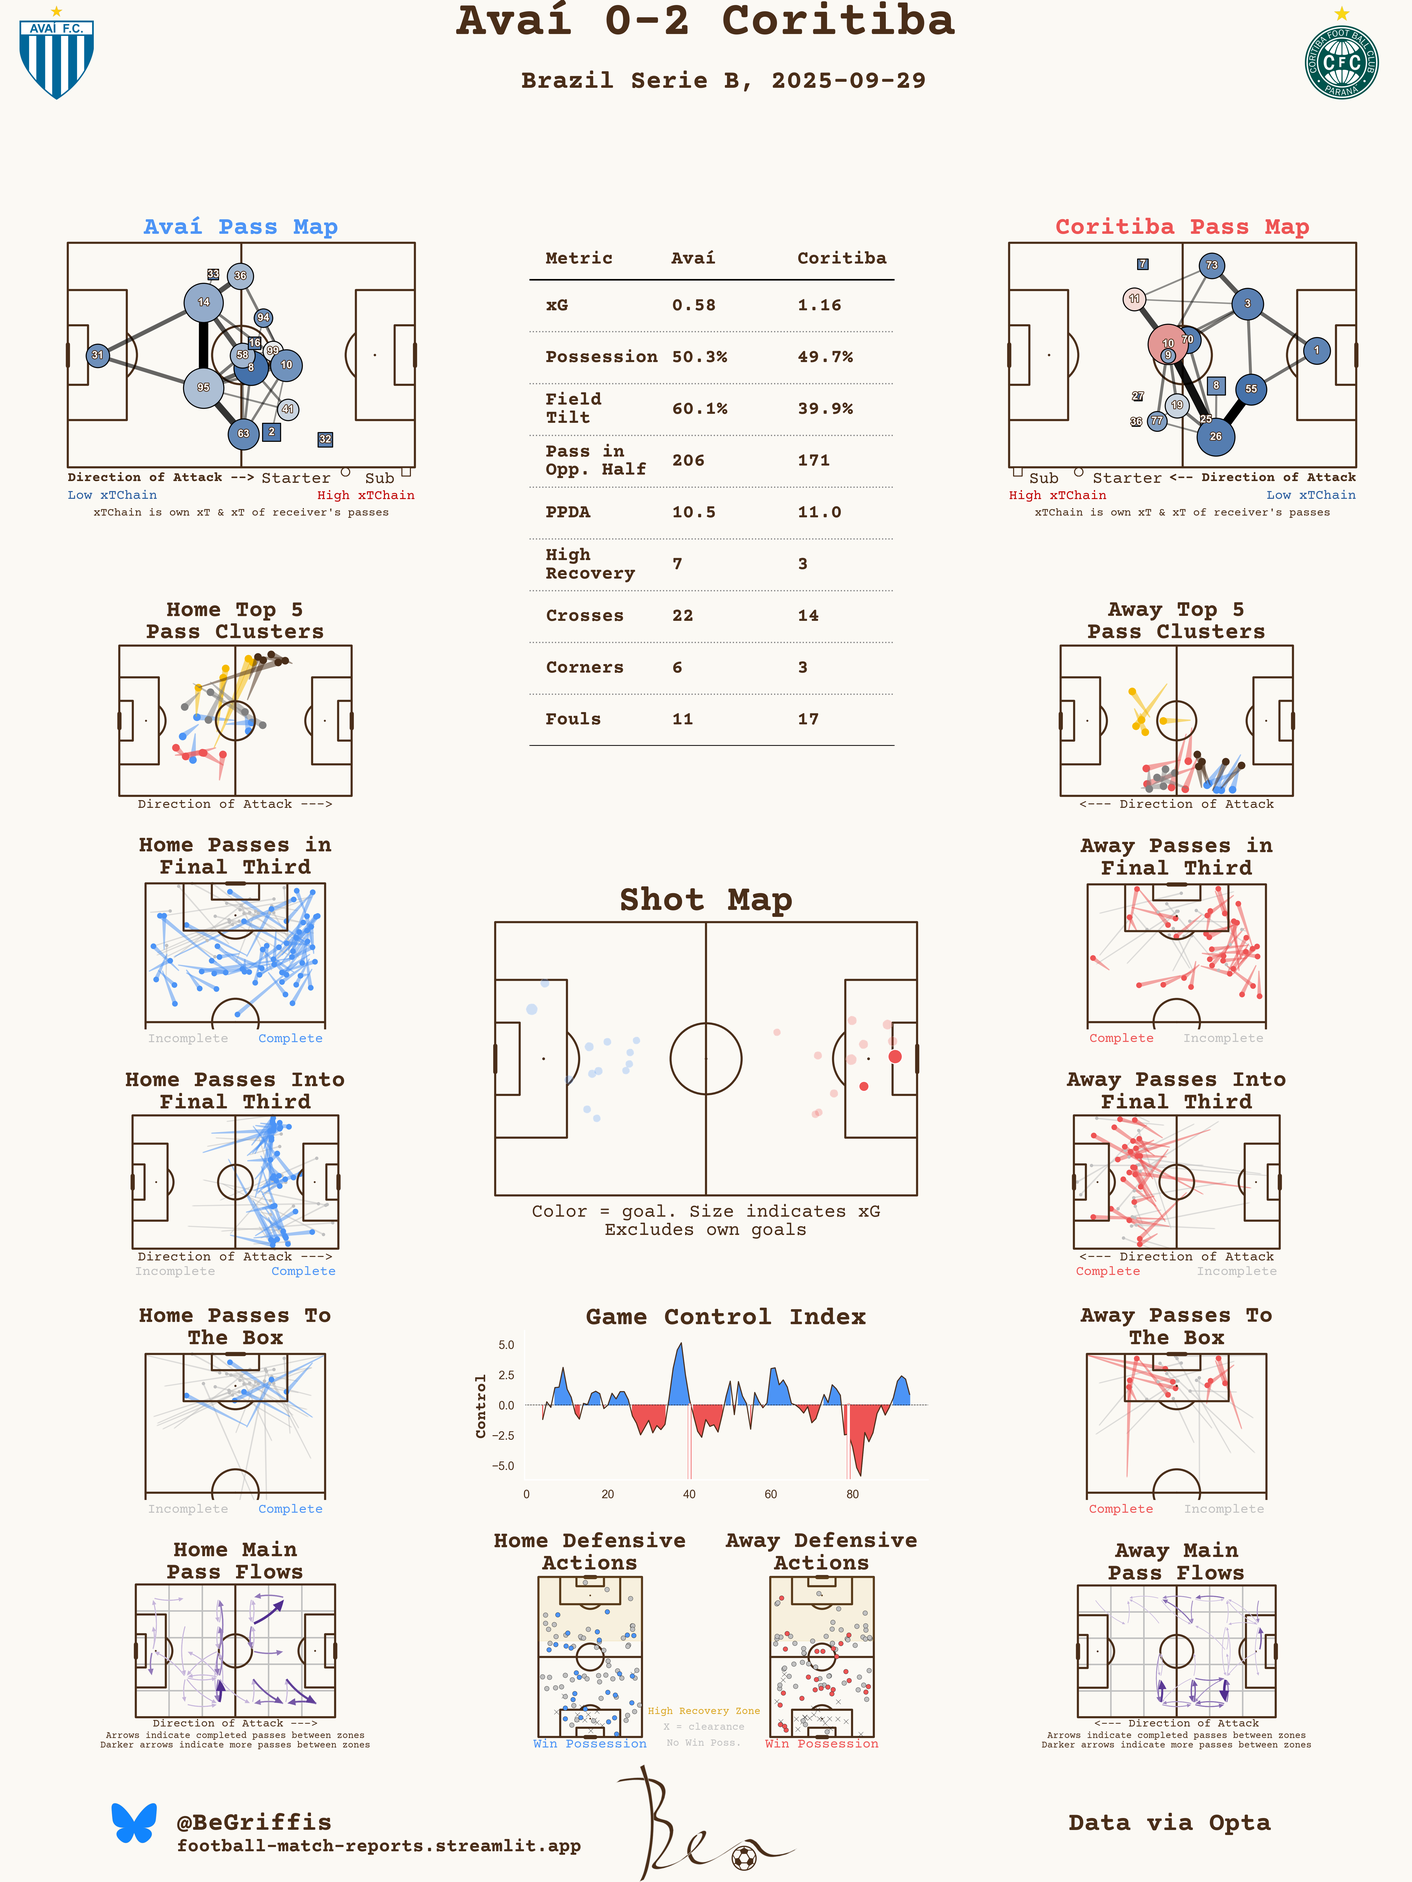 Avaí 0-2 Coritiba
Brazil Serie B, 2025-09-29
AVAÍ F.C.
CORITIBA FOOT BALL CLUB
CFC
PARANÁ
Avaí Pass Map
33
36
14
94
16
99
31
58
8
10
95
41
63
2
32
Direction of Attack --> Starter Sub
Low xTChain High xTChain
xTChain is own xT & xT of receiver's passes
Metric Avaí Coritiba
xG 0.58 1.16
Possession 50.3% 49.7%
Field
Tilt 60.1% 39.9%
Pass in
Opp. Half 206 171
PPDA 10.5 11.0
High
Recovery 7 3
Crosses 22 14
Corners 6 3
Fouls 11 17
Coritiba Pass Map
7
73
11
3
10
70
9
1
8
55
27
19
36
77
25
26
Sub Starter <-- Direction of Attack
High xTChain Low xTChain
xTChain is own xT & xT of receiver's passes
Home Top 5
Pass Clusters
Direction of Attack --->
Away Top 5
Pass Clusters
<--- Direction of Attack
Home Passes in
Final Third
Incomplete Complete
Away Passes in
Final Third
Complete Incomplete
Shot Map
Color = goal. Size indicates xG
Excludes own goals
Home Passes Into
Final Third
Direction of Attack --->
Incomplete Complete
Away Passes Into
Final Third
<--- Direction of Attack
Complete Incomplete
Home Passes To
The Box
Incomplete Complete
Game Control Index
Control
5.0
2.5
0.0
−2.5
−5.0
0 20 40 60 80
Away Passes To
The Box
Complete Incomplete
Home Main
Pass Flows
Direction of Attack --->
Arrows indicate completed passes between zones
Darker arrows indicate more passes between zones
Home Defensive
Actions
Win Possession
High Recovery Zone
X = clearance
No Win Poss.
Away Defensive
Actions
Win Possession
Away Main
Pass Flows
<--- Direction of Attack
Arrows indicate completed passes between zones
Darker arrows indicate more passes between zones
@BeGriffis
football-match-reports.streamlit.app
Ben
Data via Opta